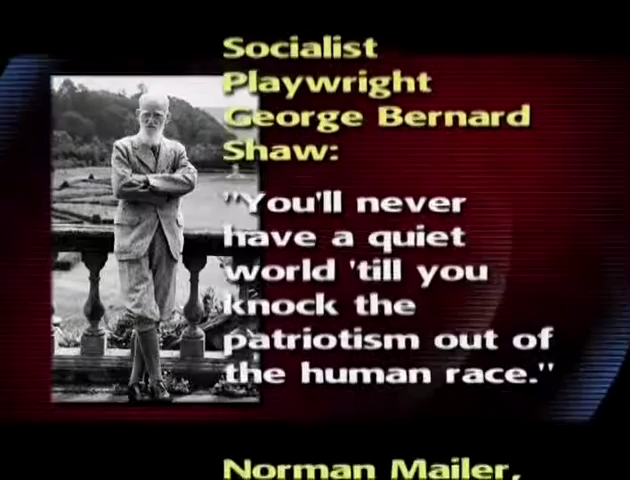 Socialist
Playwright
George Bernard
Shaw:
"You'll never
have a quiet
world 'till you
knock the
patriotism out of
the human race."
Norman Mailer,